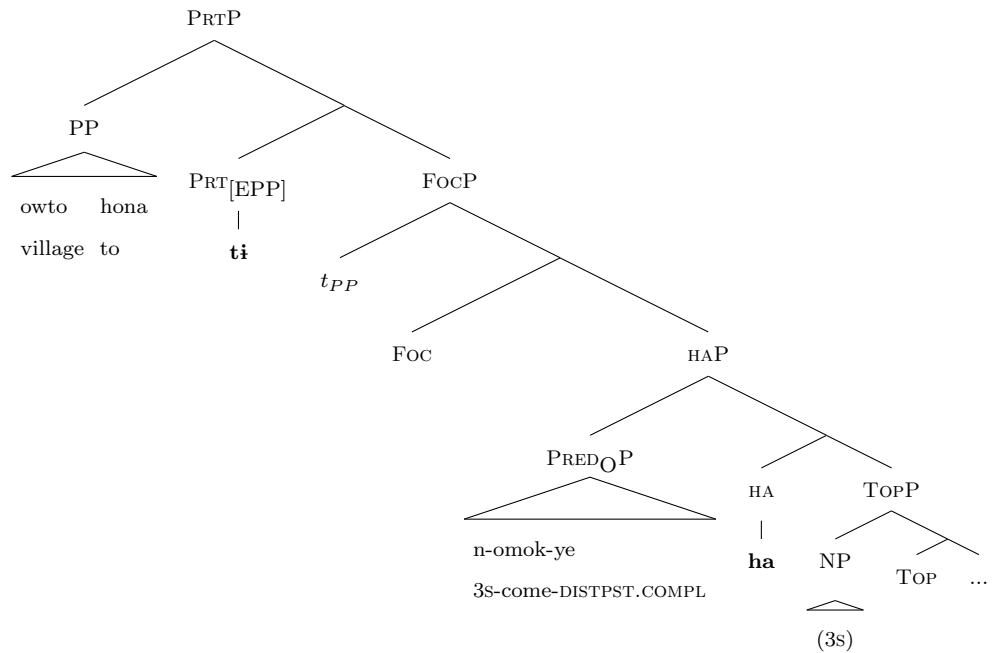 PrtP
PP
Prt[EPP]
FocP
owto hona
village to
tɨ
tPP
Foc
haP
PredOP
ha
TopP
n-omok-ye
3s-come-distpst.compl
ha
NP
Top
...
(3s)